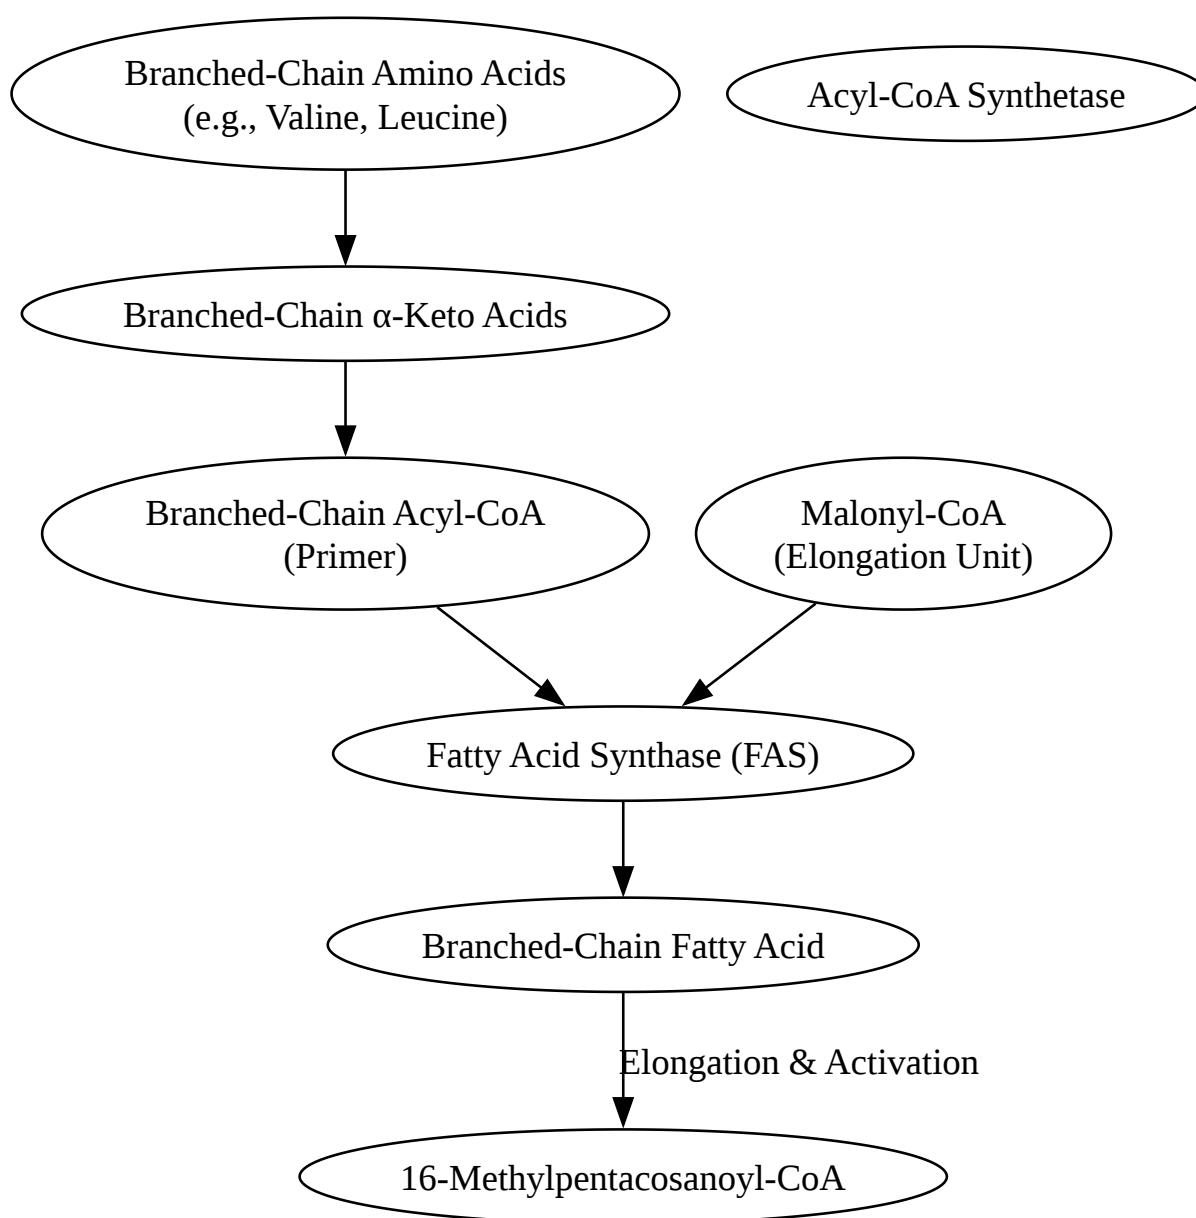 Branched-Chain Amino Acids
(e.g., Valine, Leucine)
Acyl-CoA Synthetase
Branched-Chain α-Keto Acids
Branched-Chain Acyl-CoA
(Primer)
Malonyl-CoA
(Elongation Unit)
Fatty Acid Synthase (FAS)
Branched-Chain Fatty Acid
Elongation & Activation
16-Methylpentacosanoyl-CoA